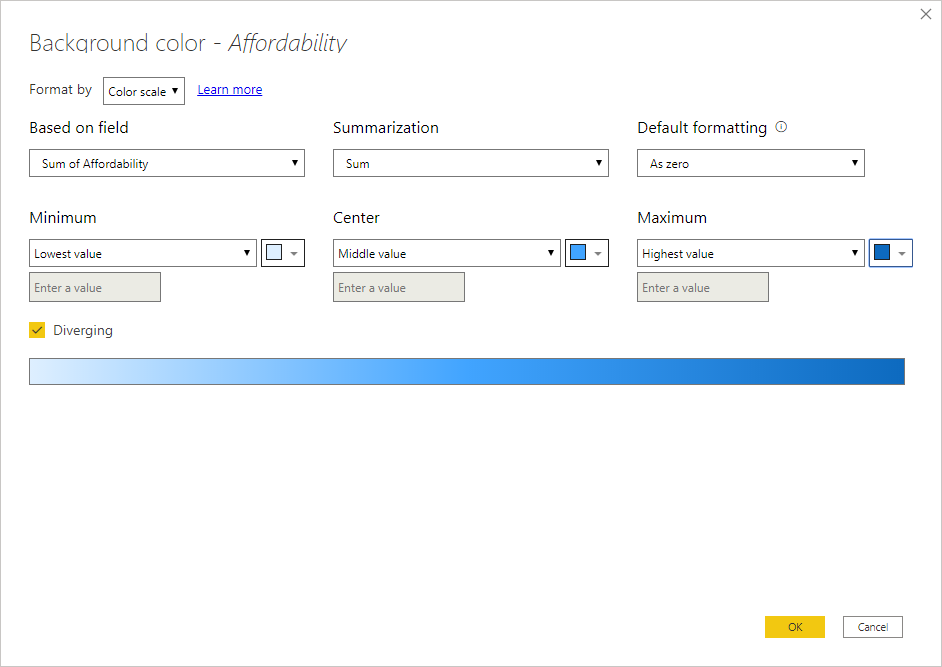 Background color - Affordability
Format by Color scale Learn more
Based on field Summarization Default formatting
Sum of Affordability Sum As zero
Minimum Center Maximum
Lowest value Middle value Highest value
Enter a value Enter a value Enter a value
Diverging
OK Cancel